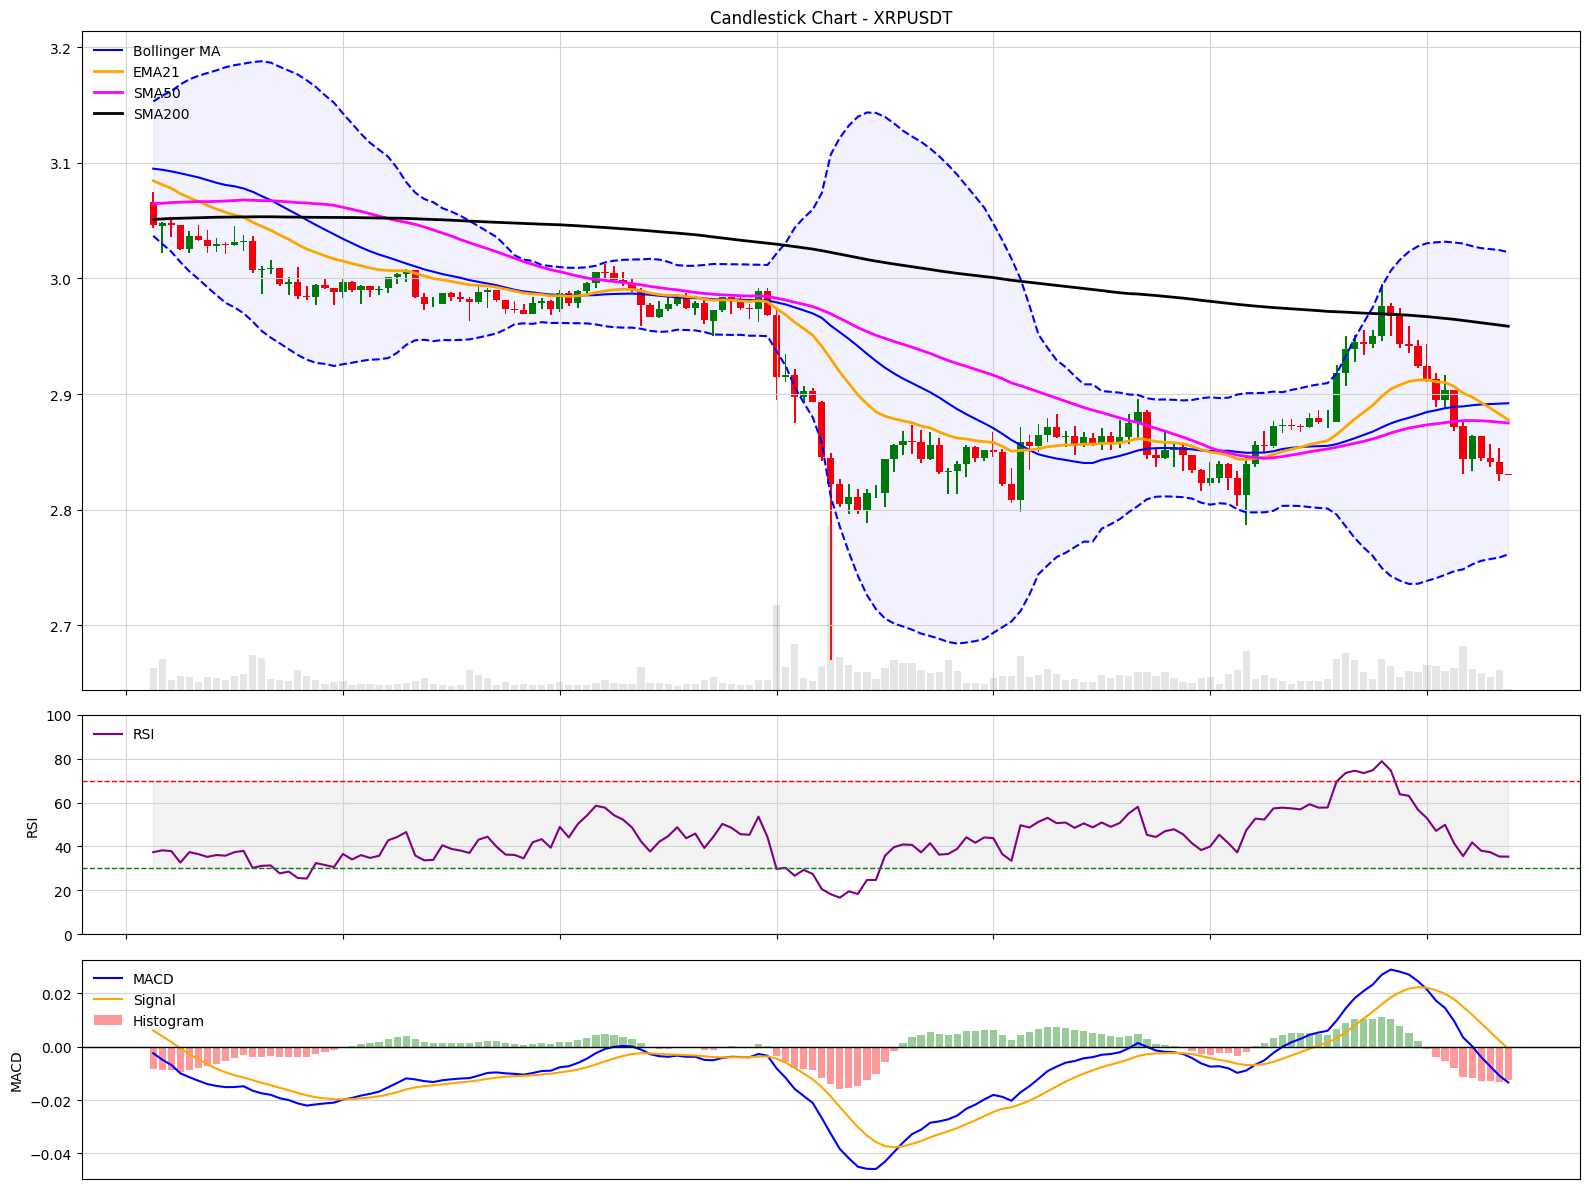 Candlestick Chart - XRPUSDT
Bollinger MA
EMA21
SMA50
SMA200
3.2
3.1
3.0
2.9
2.8
2.7
RSI
100
80
60
40
20
0
RSI
MACD
Signal
Histogram
0.02
0.00
−0.02
−0.04
MACD